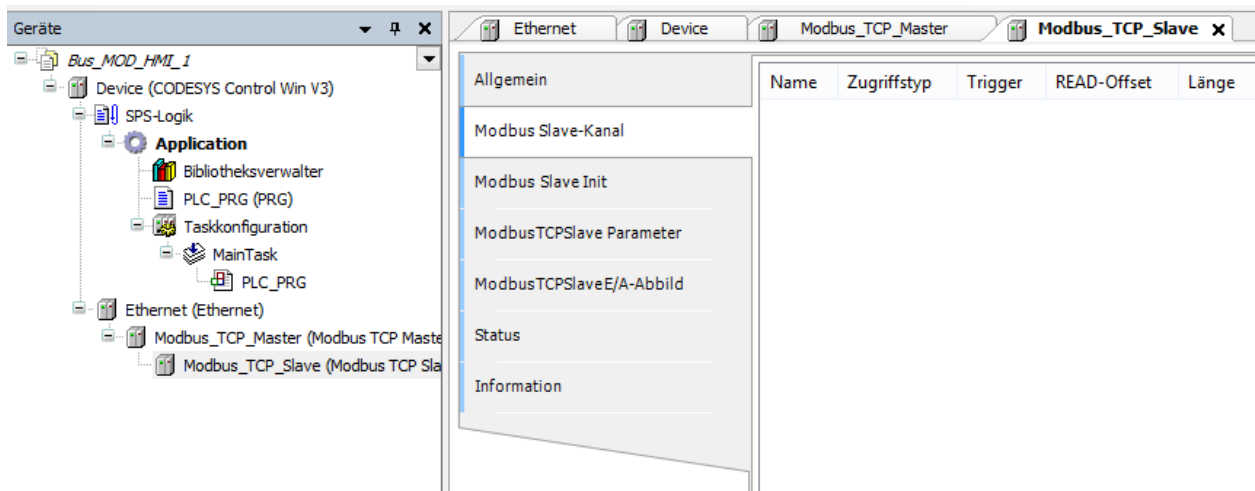 Geräte
Bus_MOD_HMI_1
Device (CODESYS Control Win V3)
SPS-Logik
Application
Bibliotheksverwalter
PLC_PRG (PRG)
Taskkonfiguration
MainTask
PLC_PRG
Ethernet (Ethernet)
Modbus_TCP_Master (Modbus TCP Maste
Modbus_TCP_Slave (Modbus TCP Sla
Ethernet Device Modbus_TCP_Master Modbus_TCP_Slave
Allgemein
Modbus Slave-Kanal
Modbus Slave Init
ModbusTCPSlave Parameter
ModbusTCPSlaveE/A-Abbild
Status
Information
Name Zugriffstyp Trigger READ-Offset Länge